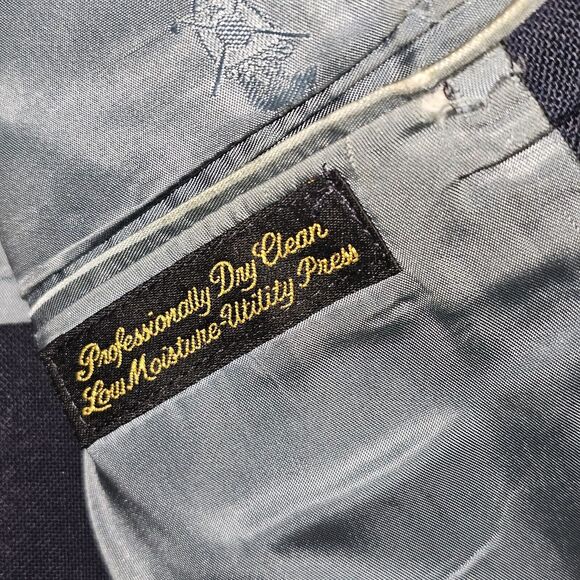 Professionally Dry Clean
Low Moisture-Utility Press